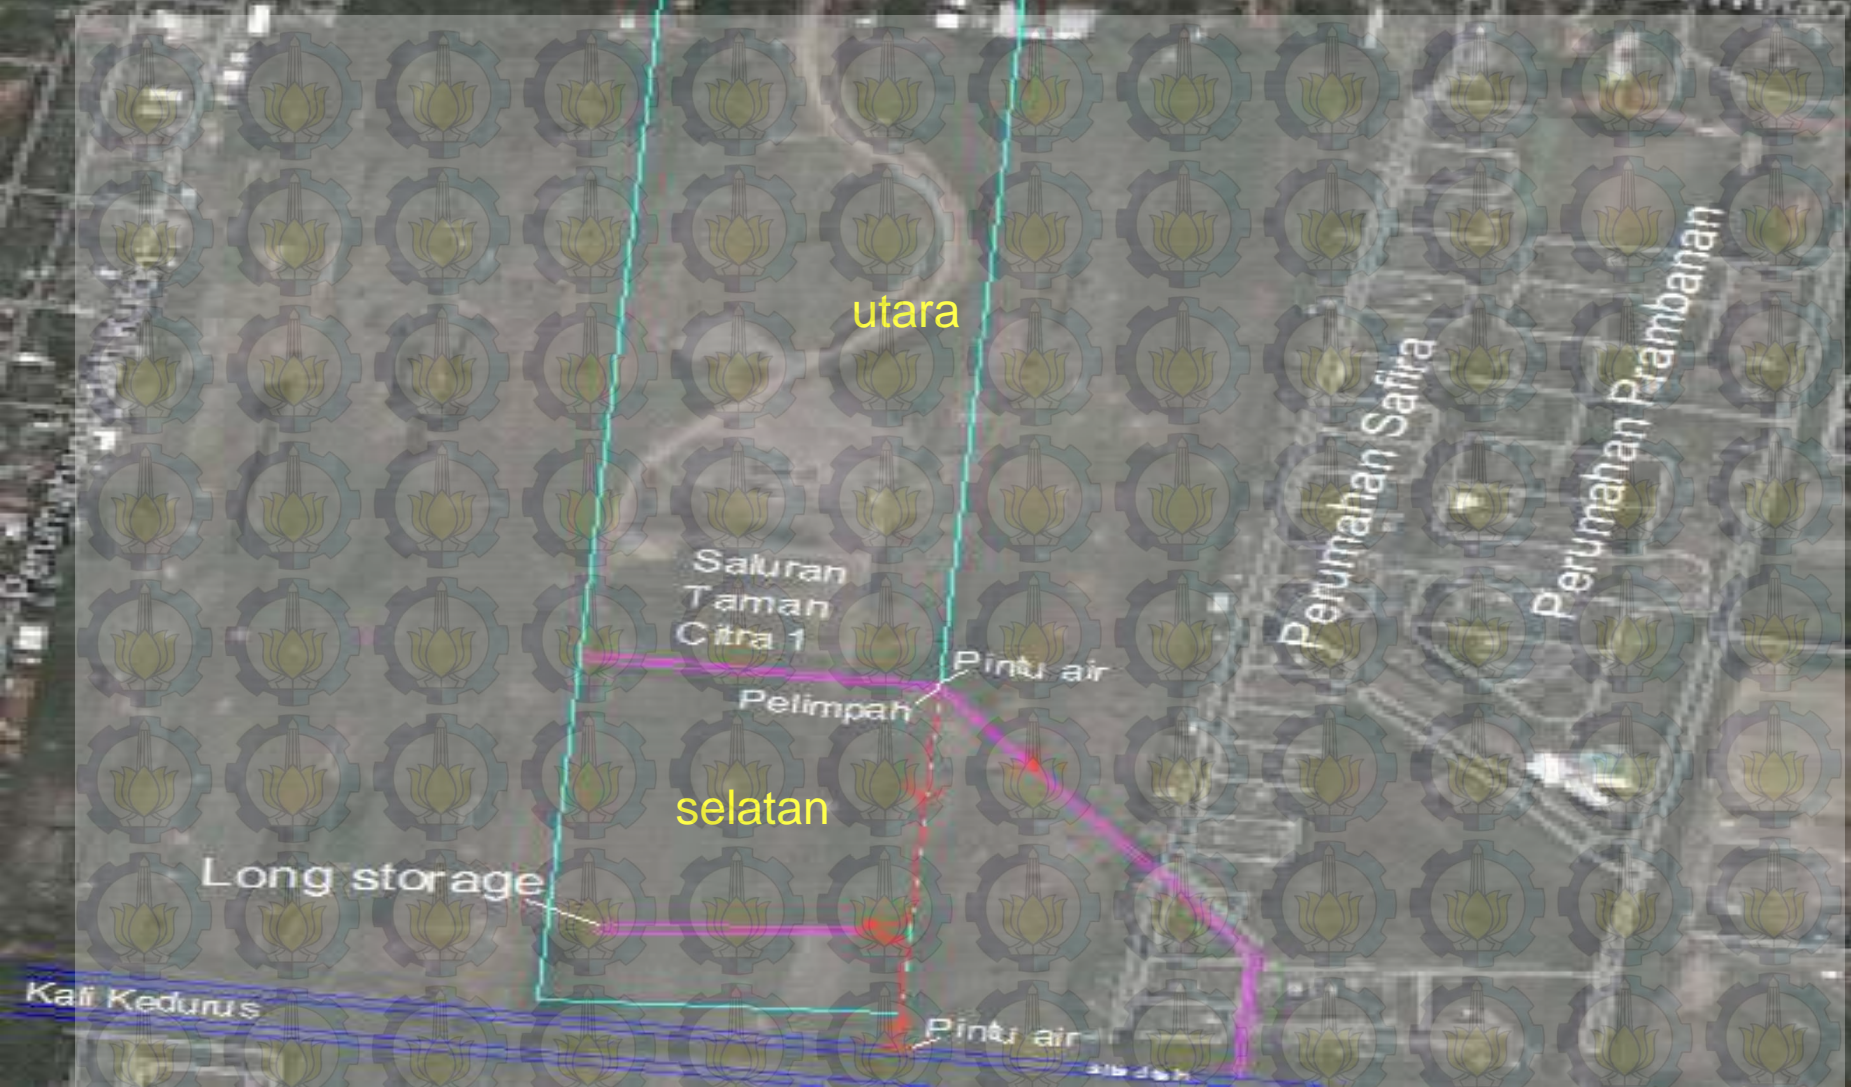 utara
Perumahan Safira
Perumahan Prambanan
Saluran
Taman
Citra 1
Pintu air
Pelimpah
selatan
Long storage
Kali Kedurus
Pintu air